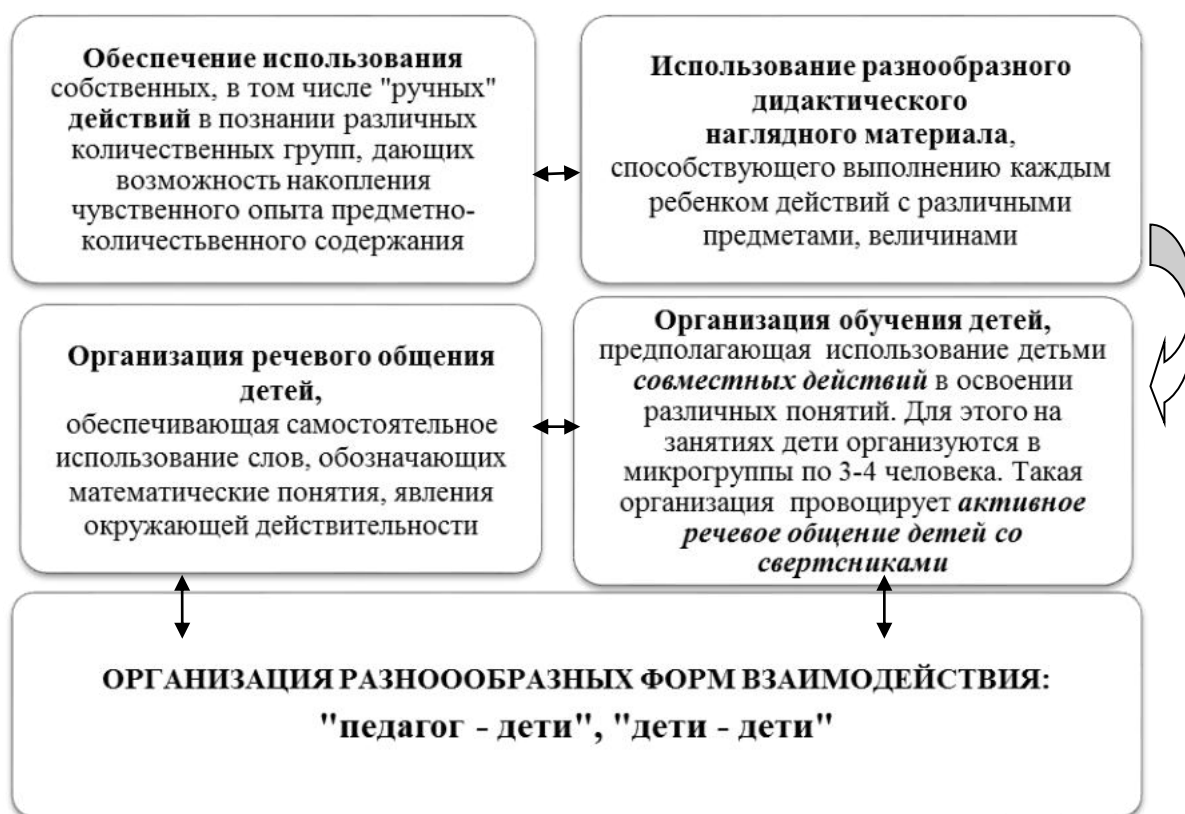 Обеспечение использования
собственных, в том числе "ручных"
действий в познании различных
количественных групп, дающих
возможность накопления
чувственного опыта предметно-
количестьвенного содержания
Использование разнообразного
дидактического
наглядного материала,
способствующего выполнению каждым
ребенком действий с различными
предметами, величинами
Организация речевого общения
детей,
обеспечивающая самостоятельное
использование слов, обозначающих
математические понятия, явления
окружающей действительности
Организация обучения детей,
предполагающая использование детьми
совместных действий в освоении
различных понятий. Для этого на
занятиях дети организуются в
микрогруппы по 3-4 человека. Такая
организация провоцирует активное
речевое общение детей со
свертсниками
ОРГАНИЗАЦИЯ РАЗНООООБРАЗНЫХ ФОРМ ВЗАИМОДЕЙСТВИЯ:
"педагог - дети", "дети - дети"